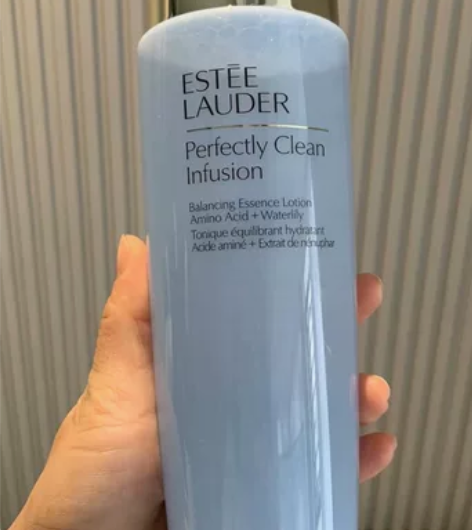 ESTĒE
LAUDER
Perfectly Clean
Infusion
Balancing Essence Lotion
Amino Acid + Waterlily
Tonique équilibrant hydratant
Acide aminé + Extrait de nénuphar